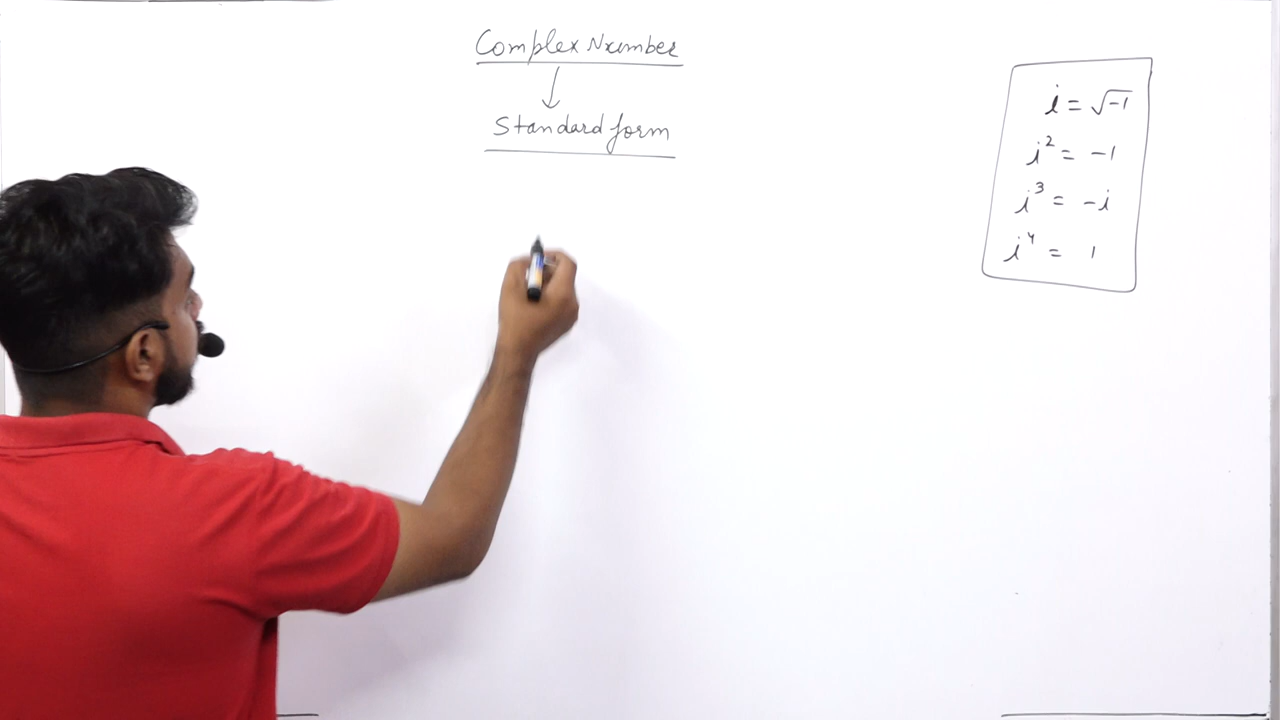 Complex Number
↓
Standard form
i = √-1
i² = -1
i³ = -i
i⁴ = 1